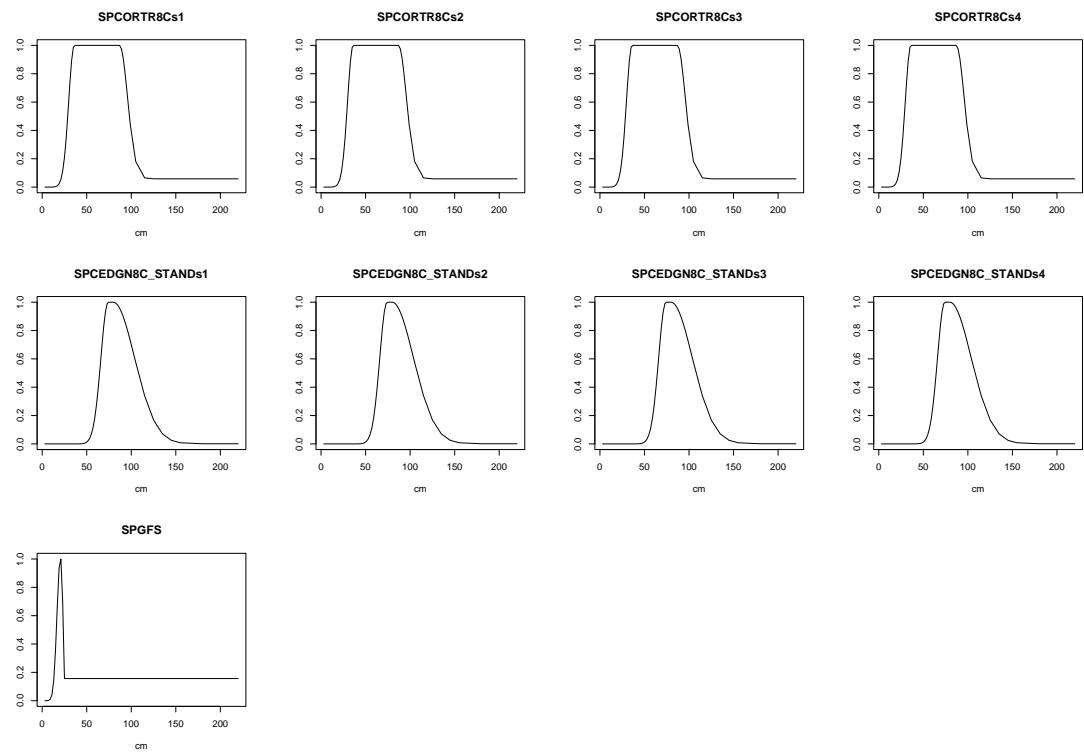 SPCORTR8Cs1 SPCORTR8Cs2 SPCORTR8Cs3 SPCORTR8Cs4
1.0 1.0 1.0 1.0
0.8 0.8 0.8 0.8
0.6 0.6 0.6 0.6
0.4 0.4 0.4 0.4
0.2 0.2 0.2 0.2
0.0 0.0 0.0 0.0
0 50 100 150 200 0 50 100 150 200 0 50 100 150 200 0 50 100 150 200
cm cm cm cm
SPCEDGN8C_STANDs1 SPCEDGN8C_STANDs2 SPCEDGN8C_STANDs3 SPCEDGN8C_STANDs4
1.0 1.0 1.0 1.0
0.8 0.8 0.8 0.8
0.6 0.6 0.6 0.6
0.4 0.4 0.4 0.4
0.2 0.2 0.2 0.2
0.0 0.0 0.0 0.0
0 50 100 150 200 0 50 100 150 200 0 50 100 150 200 0 50 100 150 200
cm cm cm cm
SPGFS
1.0
0.8
0.6
0.4
0.2
0.0
0 50 100 150 200
cm